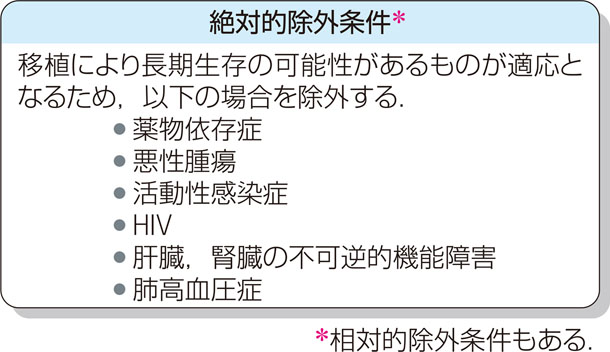 絶対的除外条件*
移植により長期生存の可能性があるものが適応と
なるため，以下の場合を除外する．
●薬物依存症
●悪性腫瘍
●活動性感染症
●HIV
●肝臓，腎臓の不可逆的機能障害
●肺高血圧症
*相対的除外条件もある．